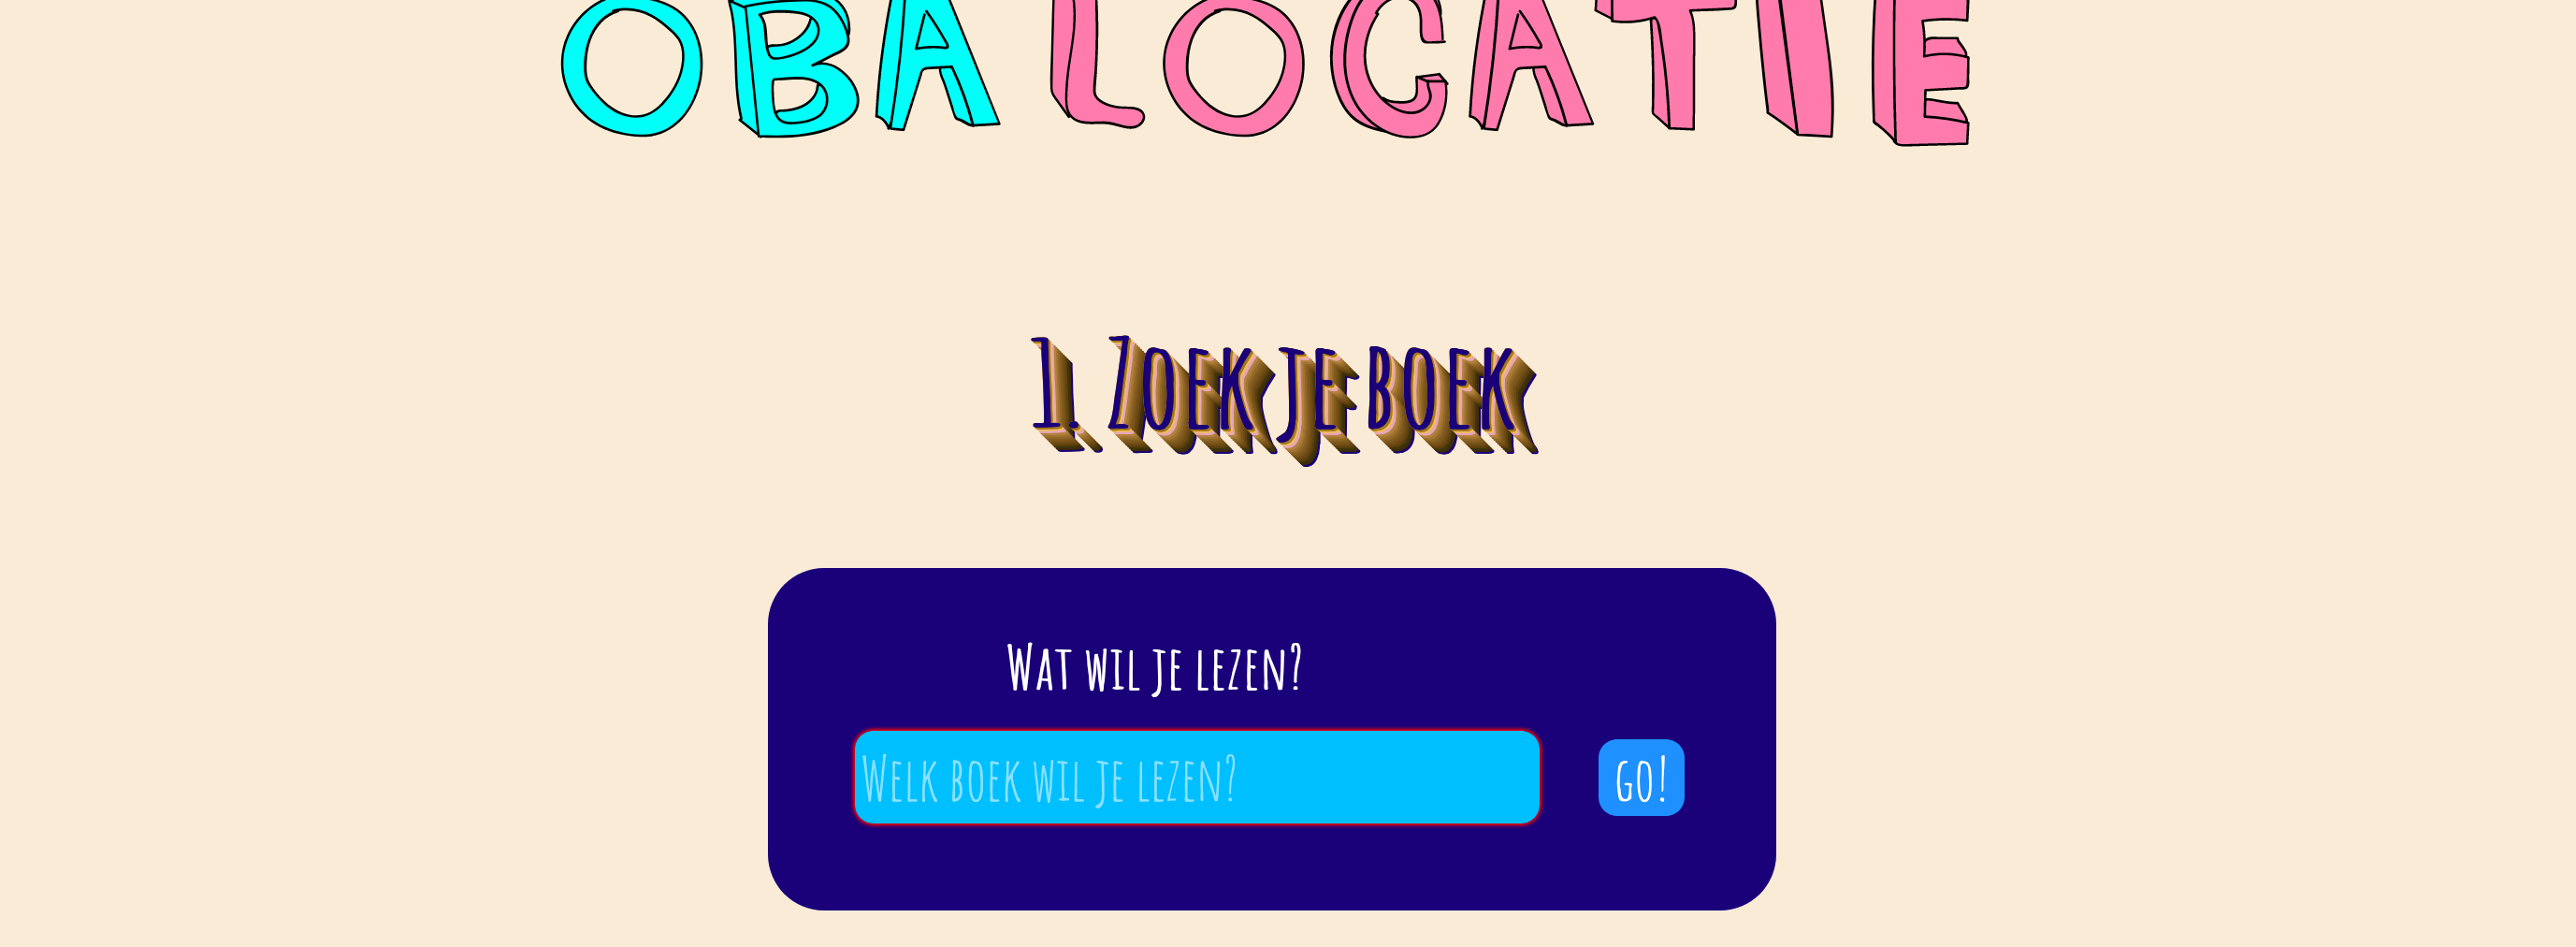 OBA LOCATIE
1. Zoek je boek
Wat wil je lezen?
Welk boek wil je lezen?
GO!